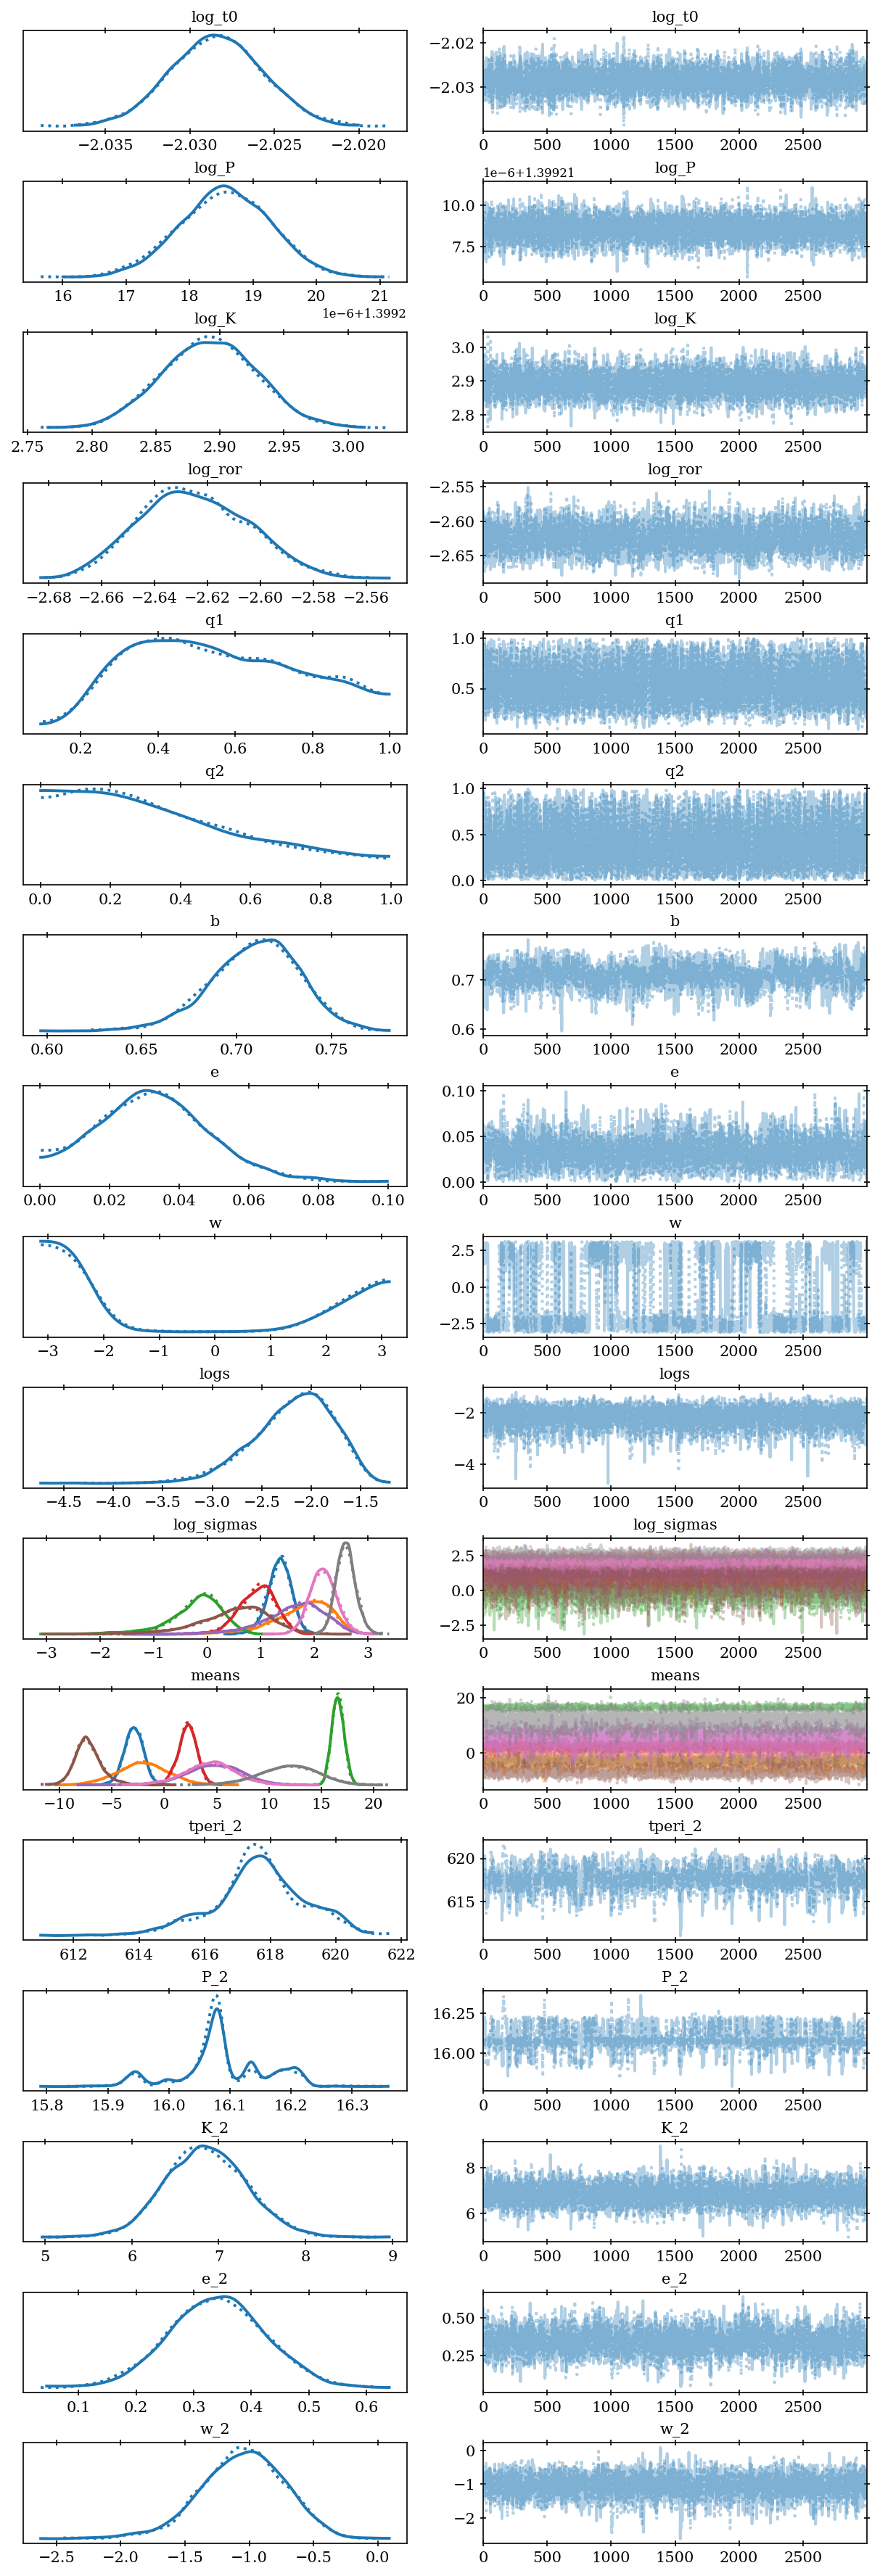 log_t0 log_t0
−2.02
−2.03
−2.035 −2.030 −2.025 −2.020 0 500 1000 1500 2000 2500
log_P 1e−6+1.39921 log_P
10.0
7.5
16 17 18 19 20 21 0 500 1000 1500 2000 2500
1e−6+1.3992
log_K log_K
3.0
2.9
2.8
2.75 2.80 2.85 2.90 2.95 3.00 0 500 1000 1500 2000 2500
log_ror log_ror
−2.55
−2.60
−2.65
−2.68 −2.66 −2.64 −2.62 −2.60 −2.58 −2.56 0 500 1000 1500 2000 2500
q1 q1
1.0
0.5
0.2 0.4 0.6 0.8 1.0 0 500 1000 1500 2000 2500
q2 q2
1.0
0.5
0.0
0.0 0.2 0.4 0.6 0.8 1.0 0 500 1000 1500 2000 2500
b b
0.7
0.6
0.60 0.65 0.70 0.75 0 500 1000 1500 2000 2500
e e
0.10
0.05
0.00
0.00 0.02 0.04 0.06 0.08 0.10 0 500 1000 1500 2000 2500
w w
2.5
0.0
−2.5
−3 −2 −1 0 1 2 3 0 500 1000 1500 2000 2500
logs logs
−2
−4
−4.5 −4.0 −3.5 −3.0 −2.5 −2.0 −1.5 0 500 1000 1500 2000 2500
log_sigmas log_sigmas
2.5
0.0
−2.5
−3 −2 −1 0 1 2 3 0 500 1000 1500 2000 2500
means means
20
0
−10 −5 0 5 10 15 20 0 500 1000 1500 2000 2500
tperi_2 tperi_2
620
615
612 614 616 618 620 622 0 500 1000 1500 2000 2500
P_2 P_2
16.25
16.00
15.8 15.9 16.0 16.1 16.2 16.3 0 500 1000 1500 2000 2500
K_2 K_2
8
6
5 6 7 8 9 0 500 1000 1500 2000 2500
e_2 e_2
0.50
0.25
0.1 0.2 0.3 0.4 0.5 0.6 0 500 1000 1500 2000 2500
w_2 w_2
0
−1
−2
−2.5 −2.0 −1.5 −1.0 −0.5 0.0 0 500 1000 1500 2000 2500